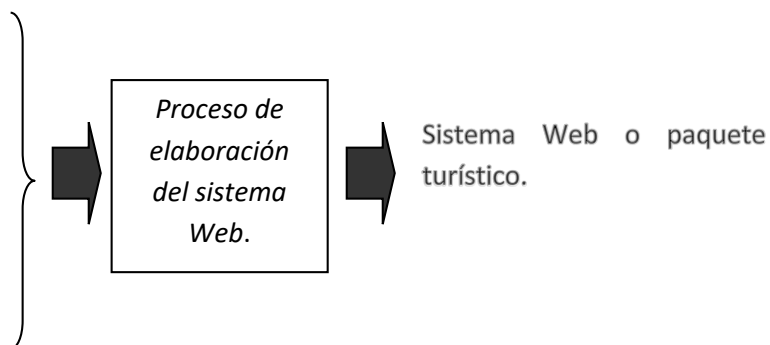 Proceso de
elaboración
del sistema
Web.
Sistema Web o paquete
turístico.